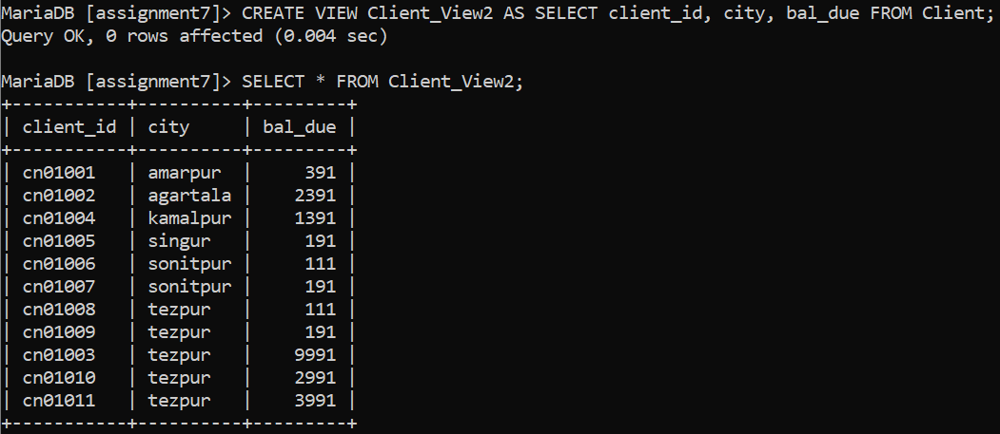 MariaDB [assignment7]> CREATE VIEW Client_View2 AS SELECT client_id, city, bal_due FROM Client;
Query OK, 0 rows affected (0.004 sec)

MariaDB [assignment7]> SELECT * FROM Client_View2;
+-----------+----------+---------+
| client_id | city     | bal_due |
+-----------+----------+---------+
| cn01001   | amarpur  |     391 |
| cn01002   | agartala |    2391 |
| cn01004   | kamalpur |    1391 |
| cn01005   | singur   |     191 |
| cn01006   | sonitpur |     111 |
| cn01007   | sonitpur |     191 |
| cn01008   | tezpur   |     111 |
| cn01009   | tezpur   |     191 |
| cn01003   | tezpur   |    9991 |
| cn01010   | tezpur   |    2991 |
| cn01011   | tezpur   |    3991 |
+-----------+----------+---------+